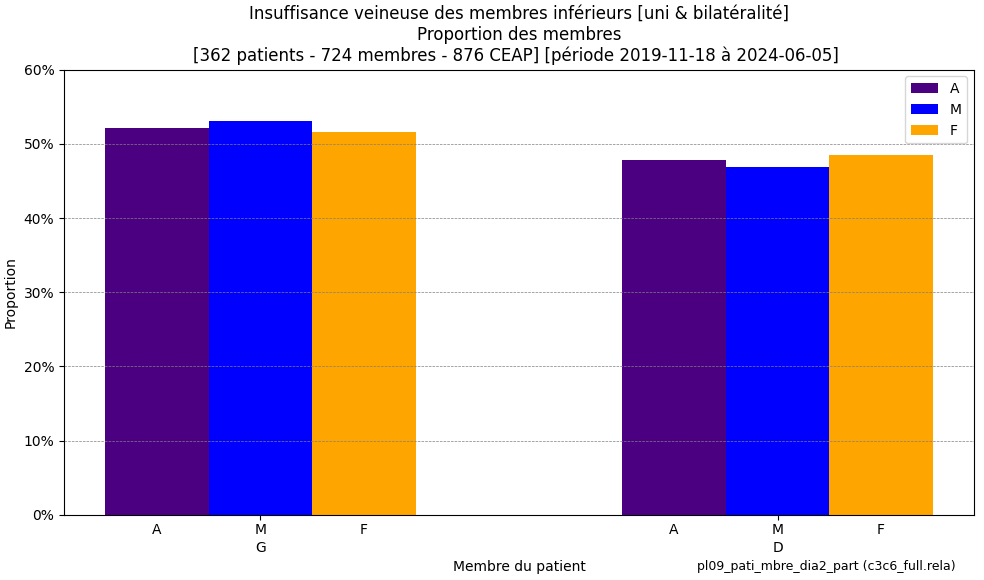 Insuffisance veineuse des membres inférieurs [uni & bilatéralité]
Proportion des membres
[362 patients - 724 membres - 876 CEAP] [période 2019-11-18 à 2024-06-05]
60%
50%
40%
30%
20%
10%
0%
Proportion
A
M
F
A M F A M F
G D
Membre du patient
pl09_pati_mbre_dia2_part (c3c6_full.rela)